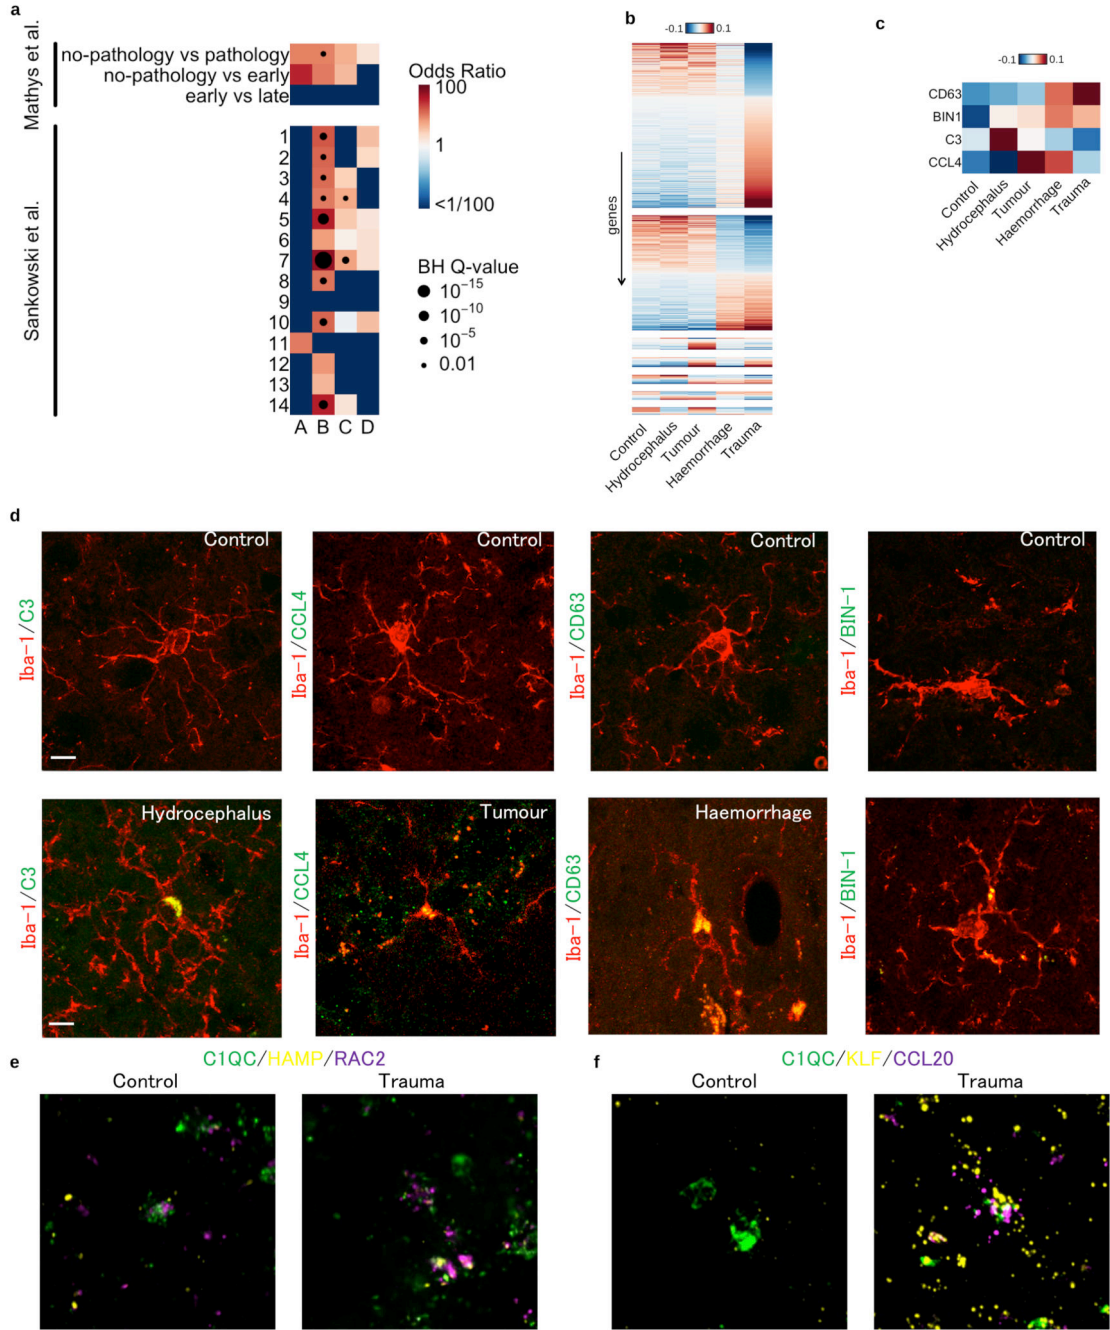 a
Mathys et al.
no-pathology vs pathology
no-pathology vs early
early vs late
Sankowski et al.
1
2
3
4
5
6
7
8
9
10
11
12
13
14
A B C D
Odds Ratio
100
1
<1/100
BH Q-value
10−15
10−10
10−5
0.01
b
-0.1 0.1
genes
Control
Hydrocephalus
Tumour
Haemorrhage
Trauma
c
-0.1 0.1
CD63
BIN1
C3
CCL4
Control
Hydrocephalus
Tumour
Haemorrhage
Trauma
d
Iba-1/C3
Control
Iba-1/CCL4
Control
Iba-1/CD63
Control
Iba-1/BIN-1
Control
Iba-1/C3
Hydrocephalus
Iba-1/CCL4
Tumour
Iba-1/CD63
Haemorrhage
Iba-1/BIN-1
e
C1QC/HAMP/RAC2
Control Trauma
f
C1QC/KLF/CCL20
Control Trauma